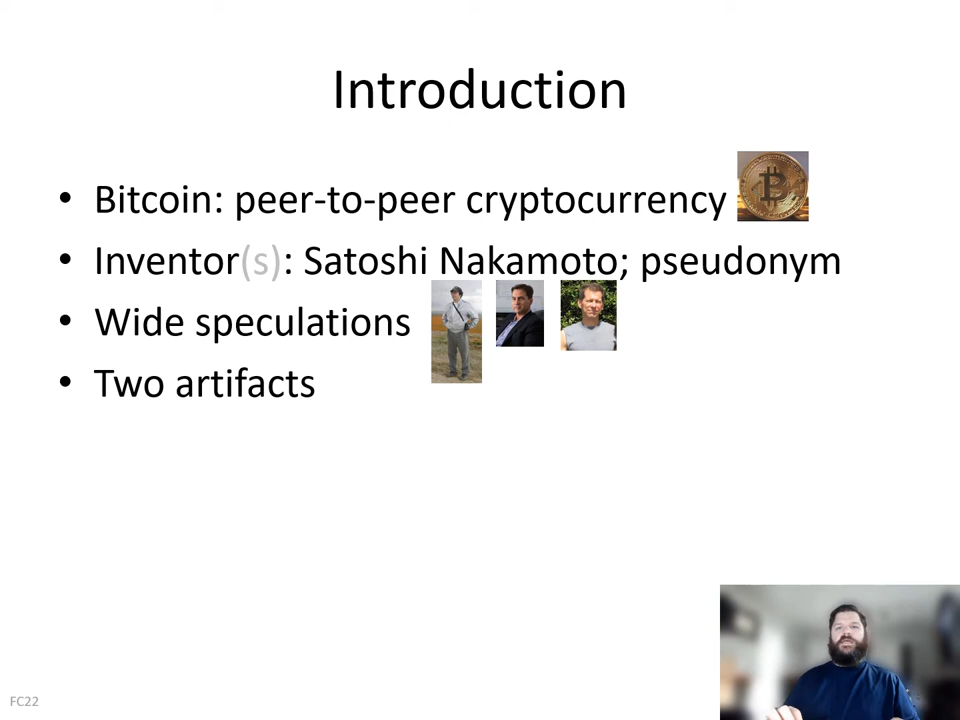 Introduction
• Bitcoin: peer-to-peer cryptocurrency
• Inventor(s): Satoshi Nakamoto; pseudonym
• Wide speculations
• Two artifacts
FC22